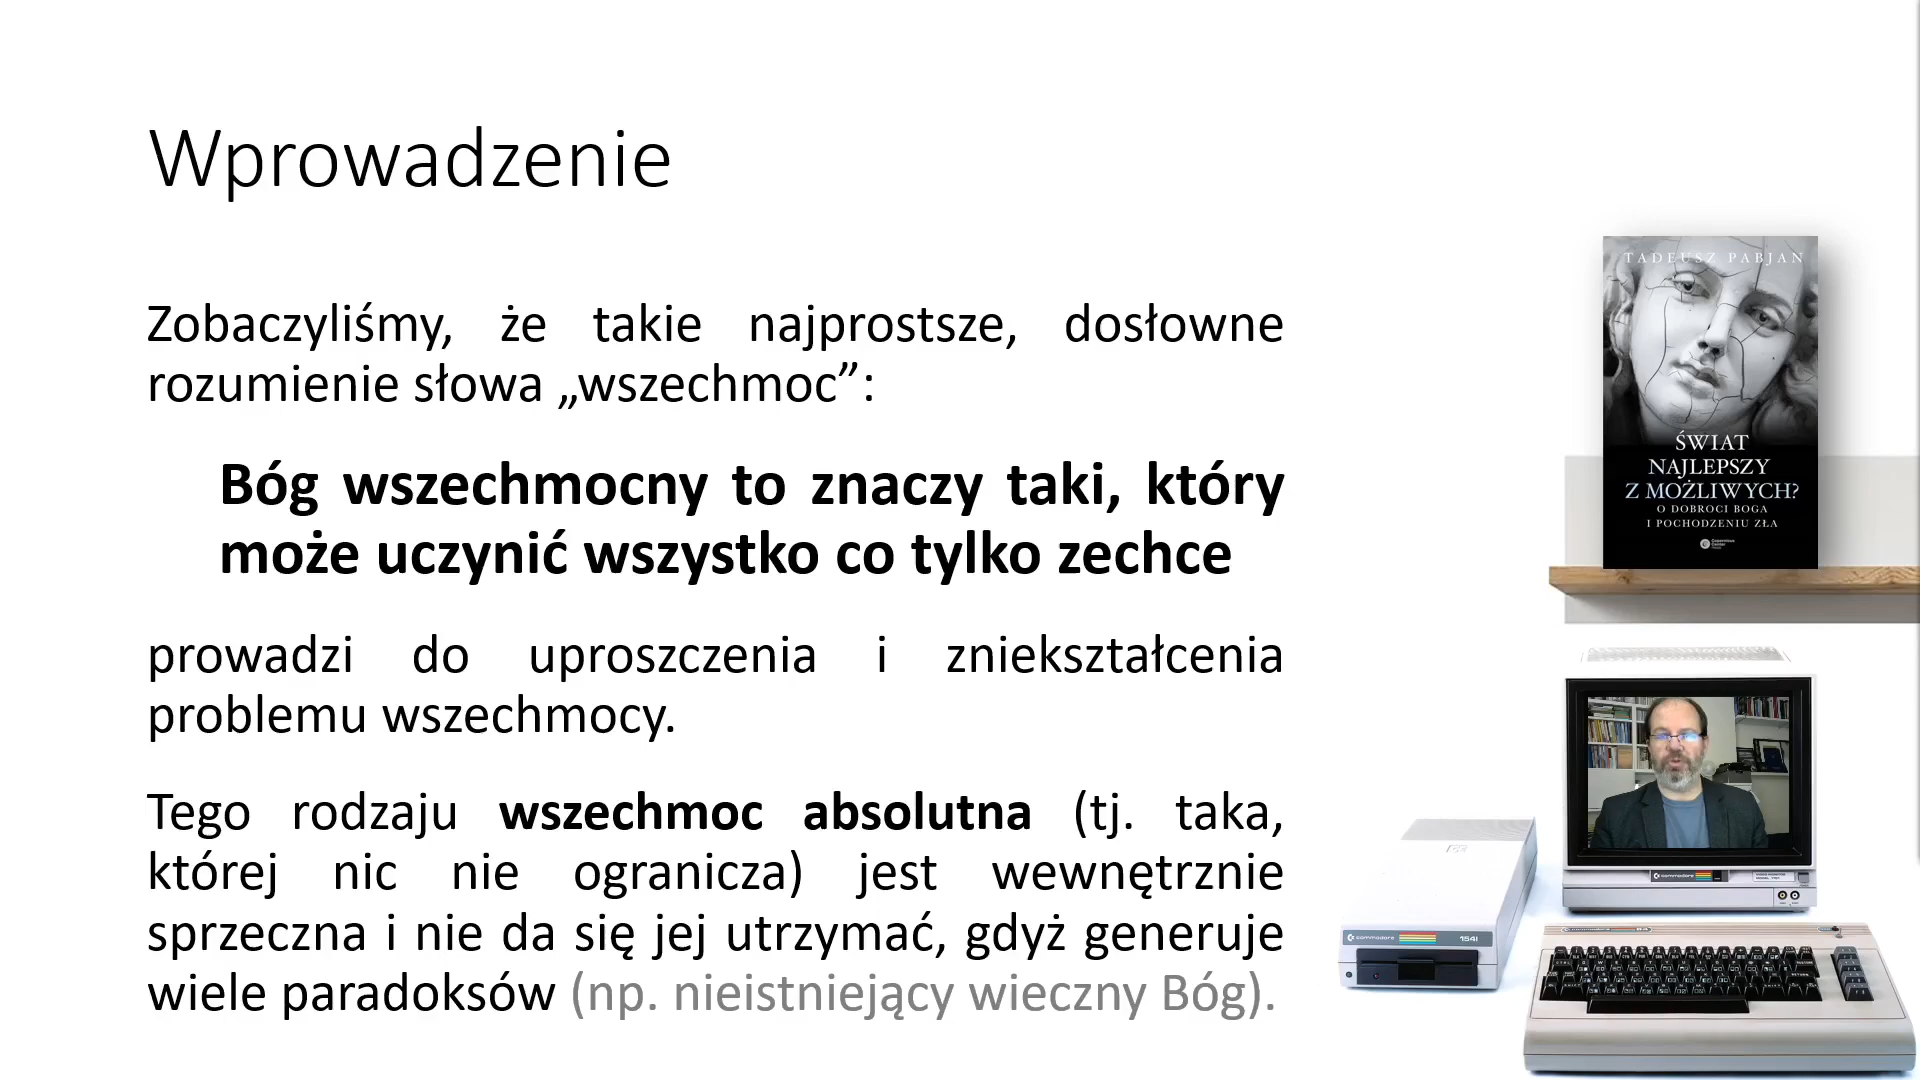 Wprowadzenie
Zobaczyliśmy, że takie najprostsze, dosłowne
rozumienie słowa „wszechmoc”:
Bóg wszechmocny to znaczy taki, który
może uczynić wszystko co tylko zechce
prowadzi do uproszczenia i zniekształcenia
problemu wszechmocy.
Tego rodzaju wszechmoc absolutna (tj. taka,
której nic nie ogranicza) jest wewnętrznie
sprzeczna i nie da się jej utrzymać, gdyż generuje
wiele paradoksów (np. nieistniejący wieczny Bóg).
TADEUSZ PABJAN
ŚWIAT
NAJLEPSZY
Z MOŻLIWYCH?
O DOBROCI BOGA
I POCHODZENIU ZŁA
Copernicus
Center
commodore
commodore 1541